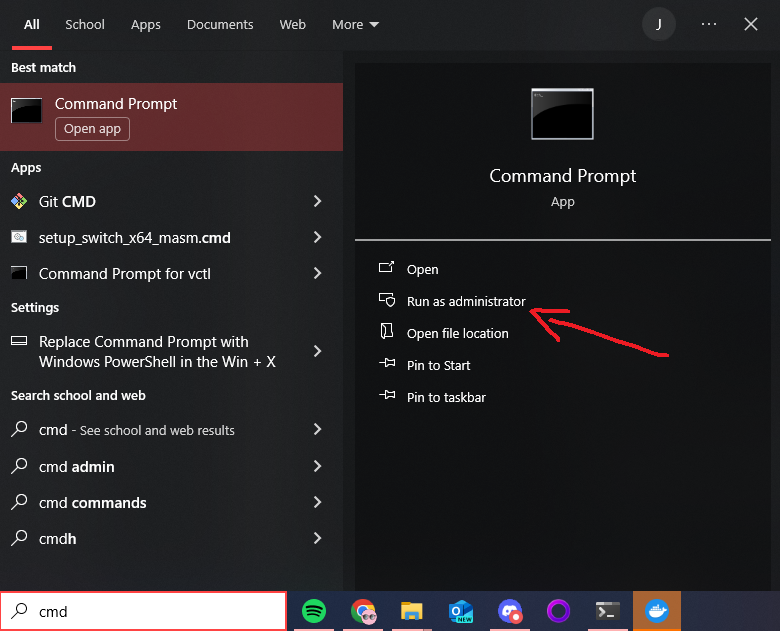 All School Apps Documents Web More J ...
Best match
Command Prompt
Open app
Apps
Git CMD
setup_switch_x64_masm.cmd
Command Prompt for vctl
Settings
Replace Command Prompt with
Windows PowerShell in the Win + X
Search school and web
cmd - See school and web results
cmd admin
cmd commands
cmdh
Command Prompt
App
Open
Run as administrator
Open file location
Pin to Start
Pin to taskbar
cmd
NEW